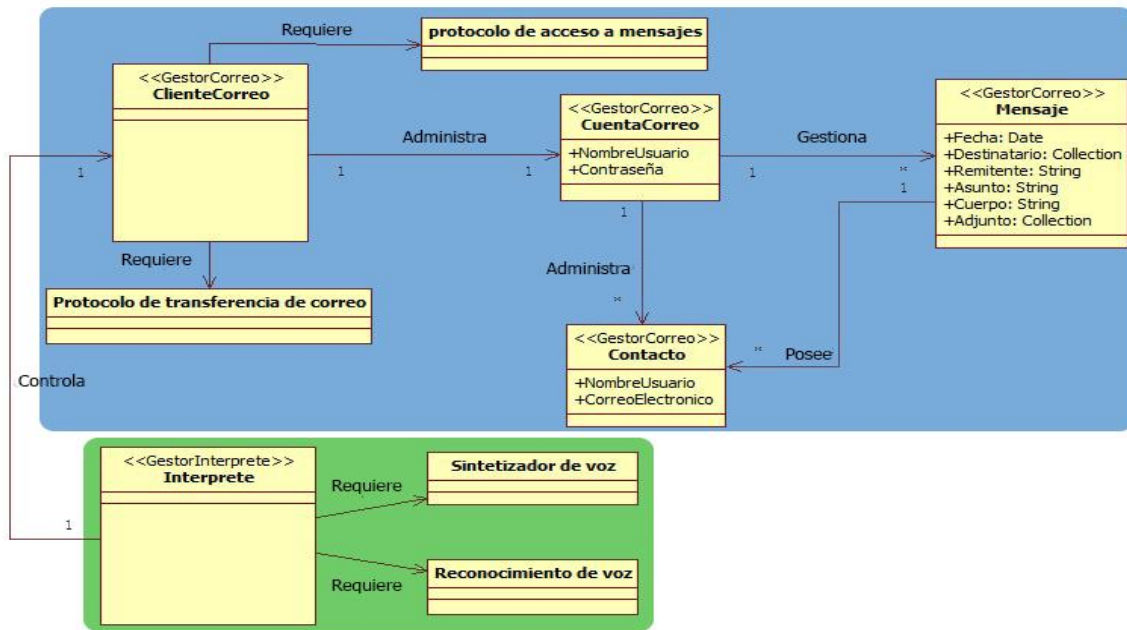 Requiere
protocolo de acceso a mensajes
<<GestorCorreo>>
ClienteCorreo
<<GestorCorreo>>
CuentaCorreo
+NombreUsuario
+Contraseña
<<GestorCorreo>>
Mensaje
+Fecha: Date
+Destinatario: Collection
+Remitente: String
+Asunto: String
+Cuerpo: String
+Adjunto: Collection
Administra
Gestiona
1
1
1
1
*
1
1
Requiere
Administra
*
Protocolo de transferencia de correo
<<GestorCorreo>>
Contacto
+NombreUsuario
+CorreoElectronico
*
Posee
Controla
<<GestorInterprete>>
Interprete
Requiere
Sintetizador de voz
1
Requiere
Reconocimiento de voz